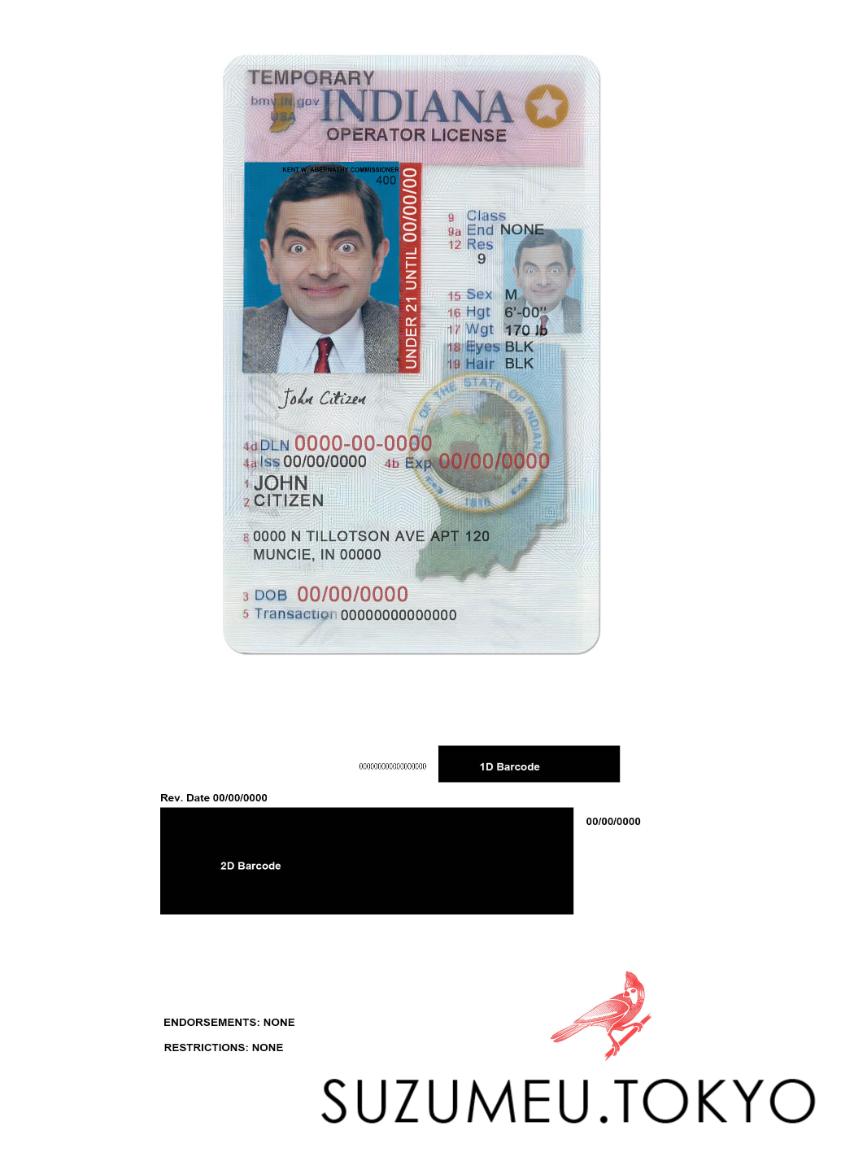 TEMPORARY
bmv.IN.gov
USA
INDIANA
OPERATOR LICENSE
KENT W. ABERNATHY COMMISSIONER
400
UNDER 21 UNTIL 00/00/00
9 Class
9a End NONE
12 Res
9
15 Sex M
16 Hgt 6'-00"
17 Wgt 170 lb
18 Eyes BLK
19 Hair BLK
John Citizen
OF THE STATE OF INDIAN
1816
4d DLN 0000-00-0000
4a Iss 00/00/0000 4b Exp 00/00/0000
1 JOHN
2 CITIZEN
8 0000 N TILLOTSON AVE APT 120
MUNCIE, IN 00000
3 DOB 00/00/0000
5 Transaction 00000000000000
1D Barcode
Rev. Date 00/00/0000
00/00/0000
2D Barcode
ENDORSEMENTS: NONE
RESTRICTIONS: NONE
SUZUMEU.TOKYO